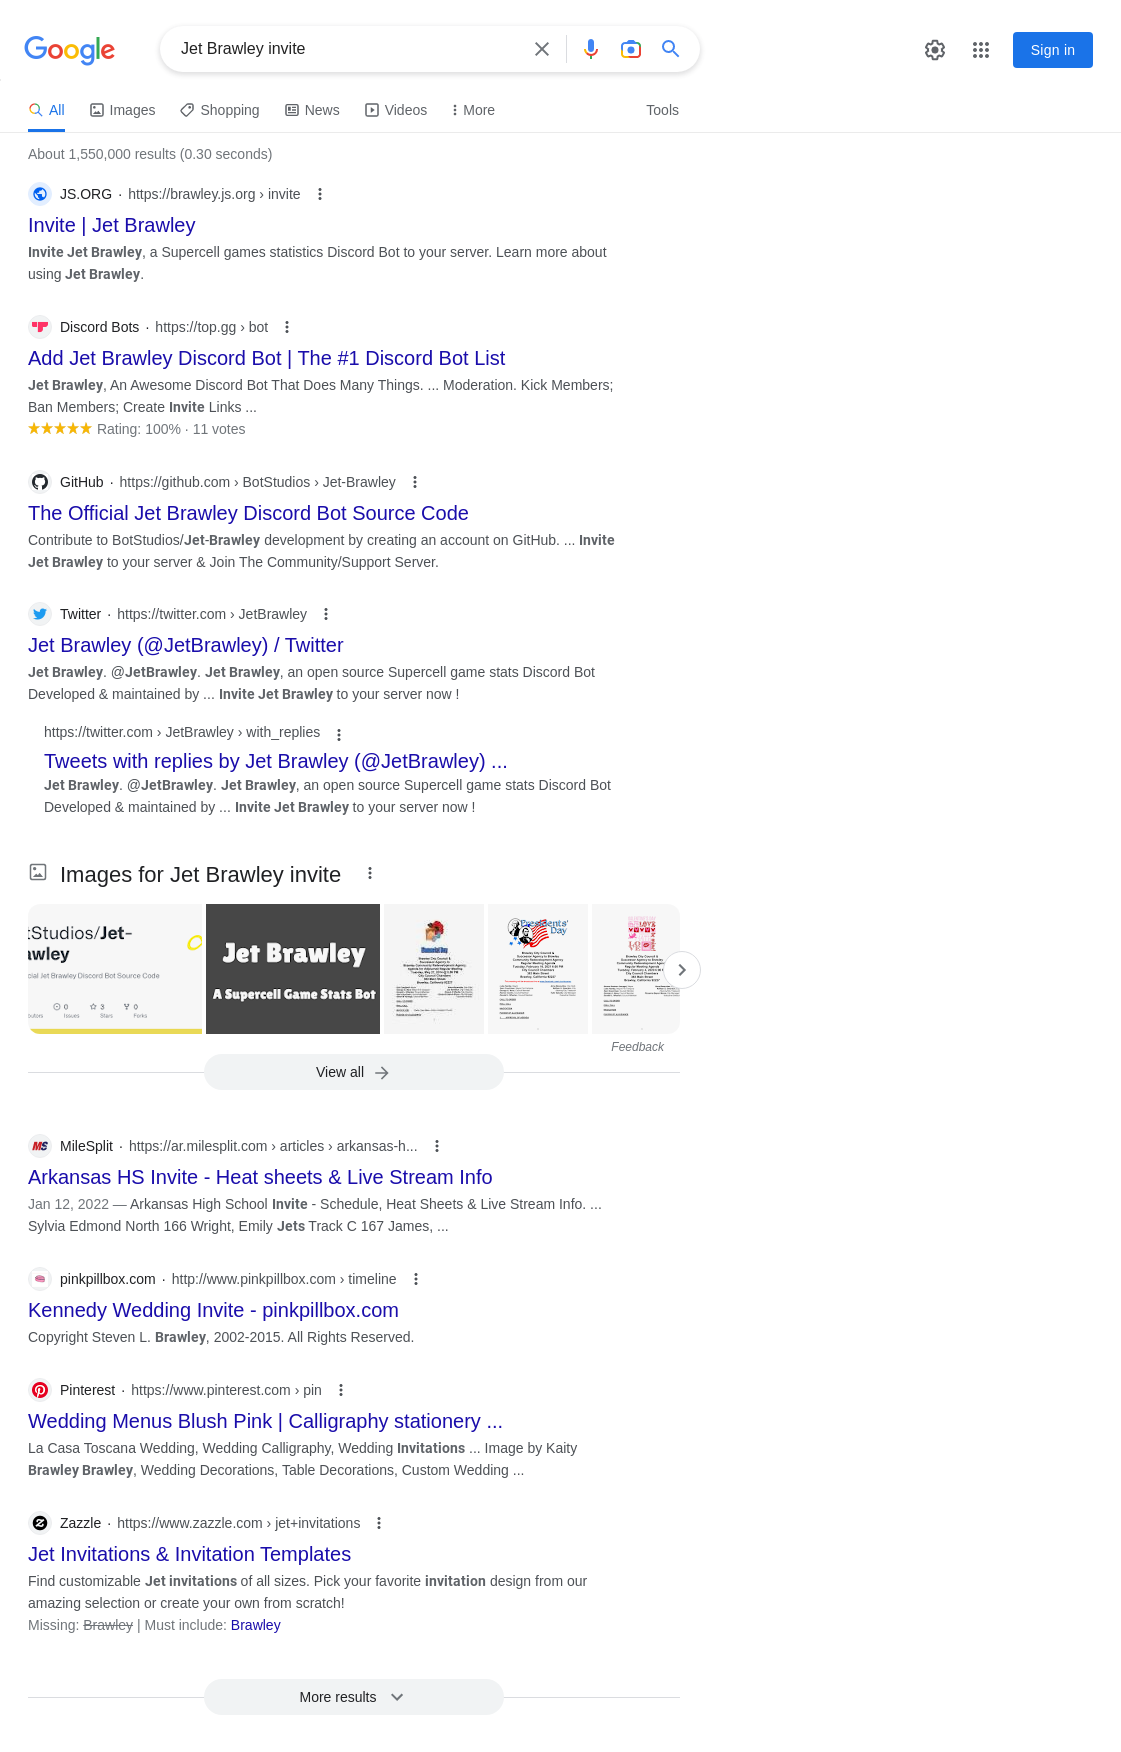 Google
Jet Brawley invite
Sign in
All
Images
Shopping
News
Videos
More
Tools
About 1,550,000 results (0.30 seconds)
JS.ORG · https://brawley.js.org › invite
Invite | Jet Brawley
Invite Jet Brawley, a Supercell games statistics Discord Bot to your server. Learn more about
using Jet Brawley.
Discord Bots · https://top.gg › bot
Add Jet Brawley Discord Bot | The #1 Discord Bot List
Jet Brawley, An Awesome Discord Bot That Does Many Things. ... Moderation. Kick Members;
Ban Members; Create Invite Links ...
Rating: 100% · 11 votes
GitHub · https://github.com › BotStudios › Jet-Brawley
The Official Jet Brawley Discord Bot Source Code
Contribute to BotStudios/Jet-Brawley development by creating an account on GitHub. ... Invite
Jet Brawley to your server & Join The Community/Support Server.
Twitter · https://twitter.com › JetBrawley
Jet Brawley (@JetBrawley) / Twitter
Jet Brawley. @JetBrawley. Jet Brawley, an open source Supercell game stats Discord Bot
Developed & maintained by ... Invite Jet Brawley to your server now !
https://twitter.com › JetBrawley › with_replies
Tweets with replies by Jet Brawley (@JetBrawley) ...
Jet Brawley. @JetBrawley. Jet Brawley, an open source Supercell game stats Discord Bot
Developed & maintained by ... Invite Jet Brawley to your server now !
Images for Jet Brawley invite
tStudios/Jet-
awley
cial Jet Brawley Discord Bot Source Code
0
3
0
Issues
Stars
Forks
Jet Brawley
A Supercell Game Stats Bot
Memorial Day
Presidents'
Day
Feedback
View all
MileSplit · https://ar.milesplit.com › articles › arkansas-h...
Arkansas HS Invite - Heat sheets & Live Stream Info
Jan 12, 2022 — Arkansas High School Invite - Schedule, Heat Sheets & Live Stream Info. ...
Sylvia Edmond North 166 Wright, Emily Jets Track C 167 James, ...
pinkpillbox.com · http://www.pinkpillbox.com › timeline
Kennedy Wedding Invite - pinkpillbox.com
Copyright Steven L. Brawley, 2002-2015. All Rights Reserved.
Pinterest · https://www.pinterest.com › pin
Wedding Menus Blush Pink | Calligraphy stationery ...
La Casa Toscana Wedding, Wedding Calligraphy, Wedding Invitations ... Image by Kaity
Brawley Brawley, Wedding Decorations, Table Decorations, Custom Wedding ...
Zazzle · https://www.zazzle.com › jet+invitations
Jet Invitations & Invitation Templates
Find customizable Jet invitations of all sizes. Pick your favorite invitation design from our
amazing selection or create your own from scratch!
Missing: Brawley | Must include: Brawley
More results